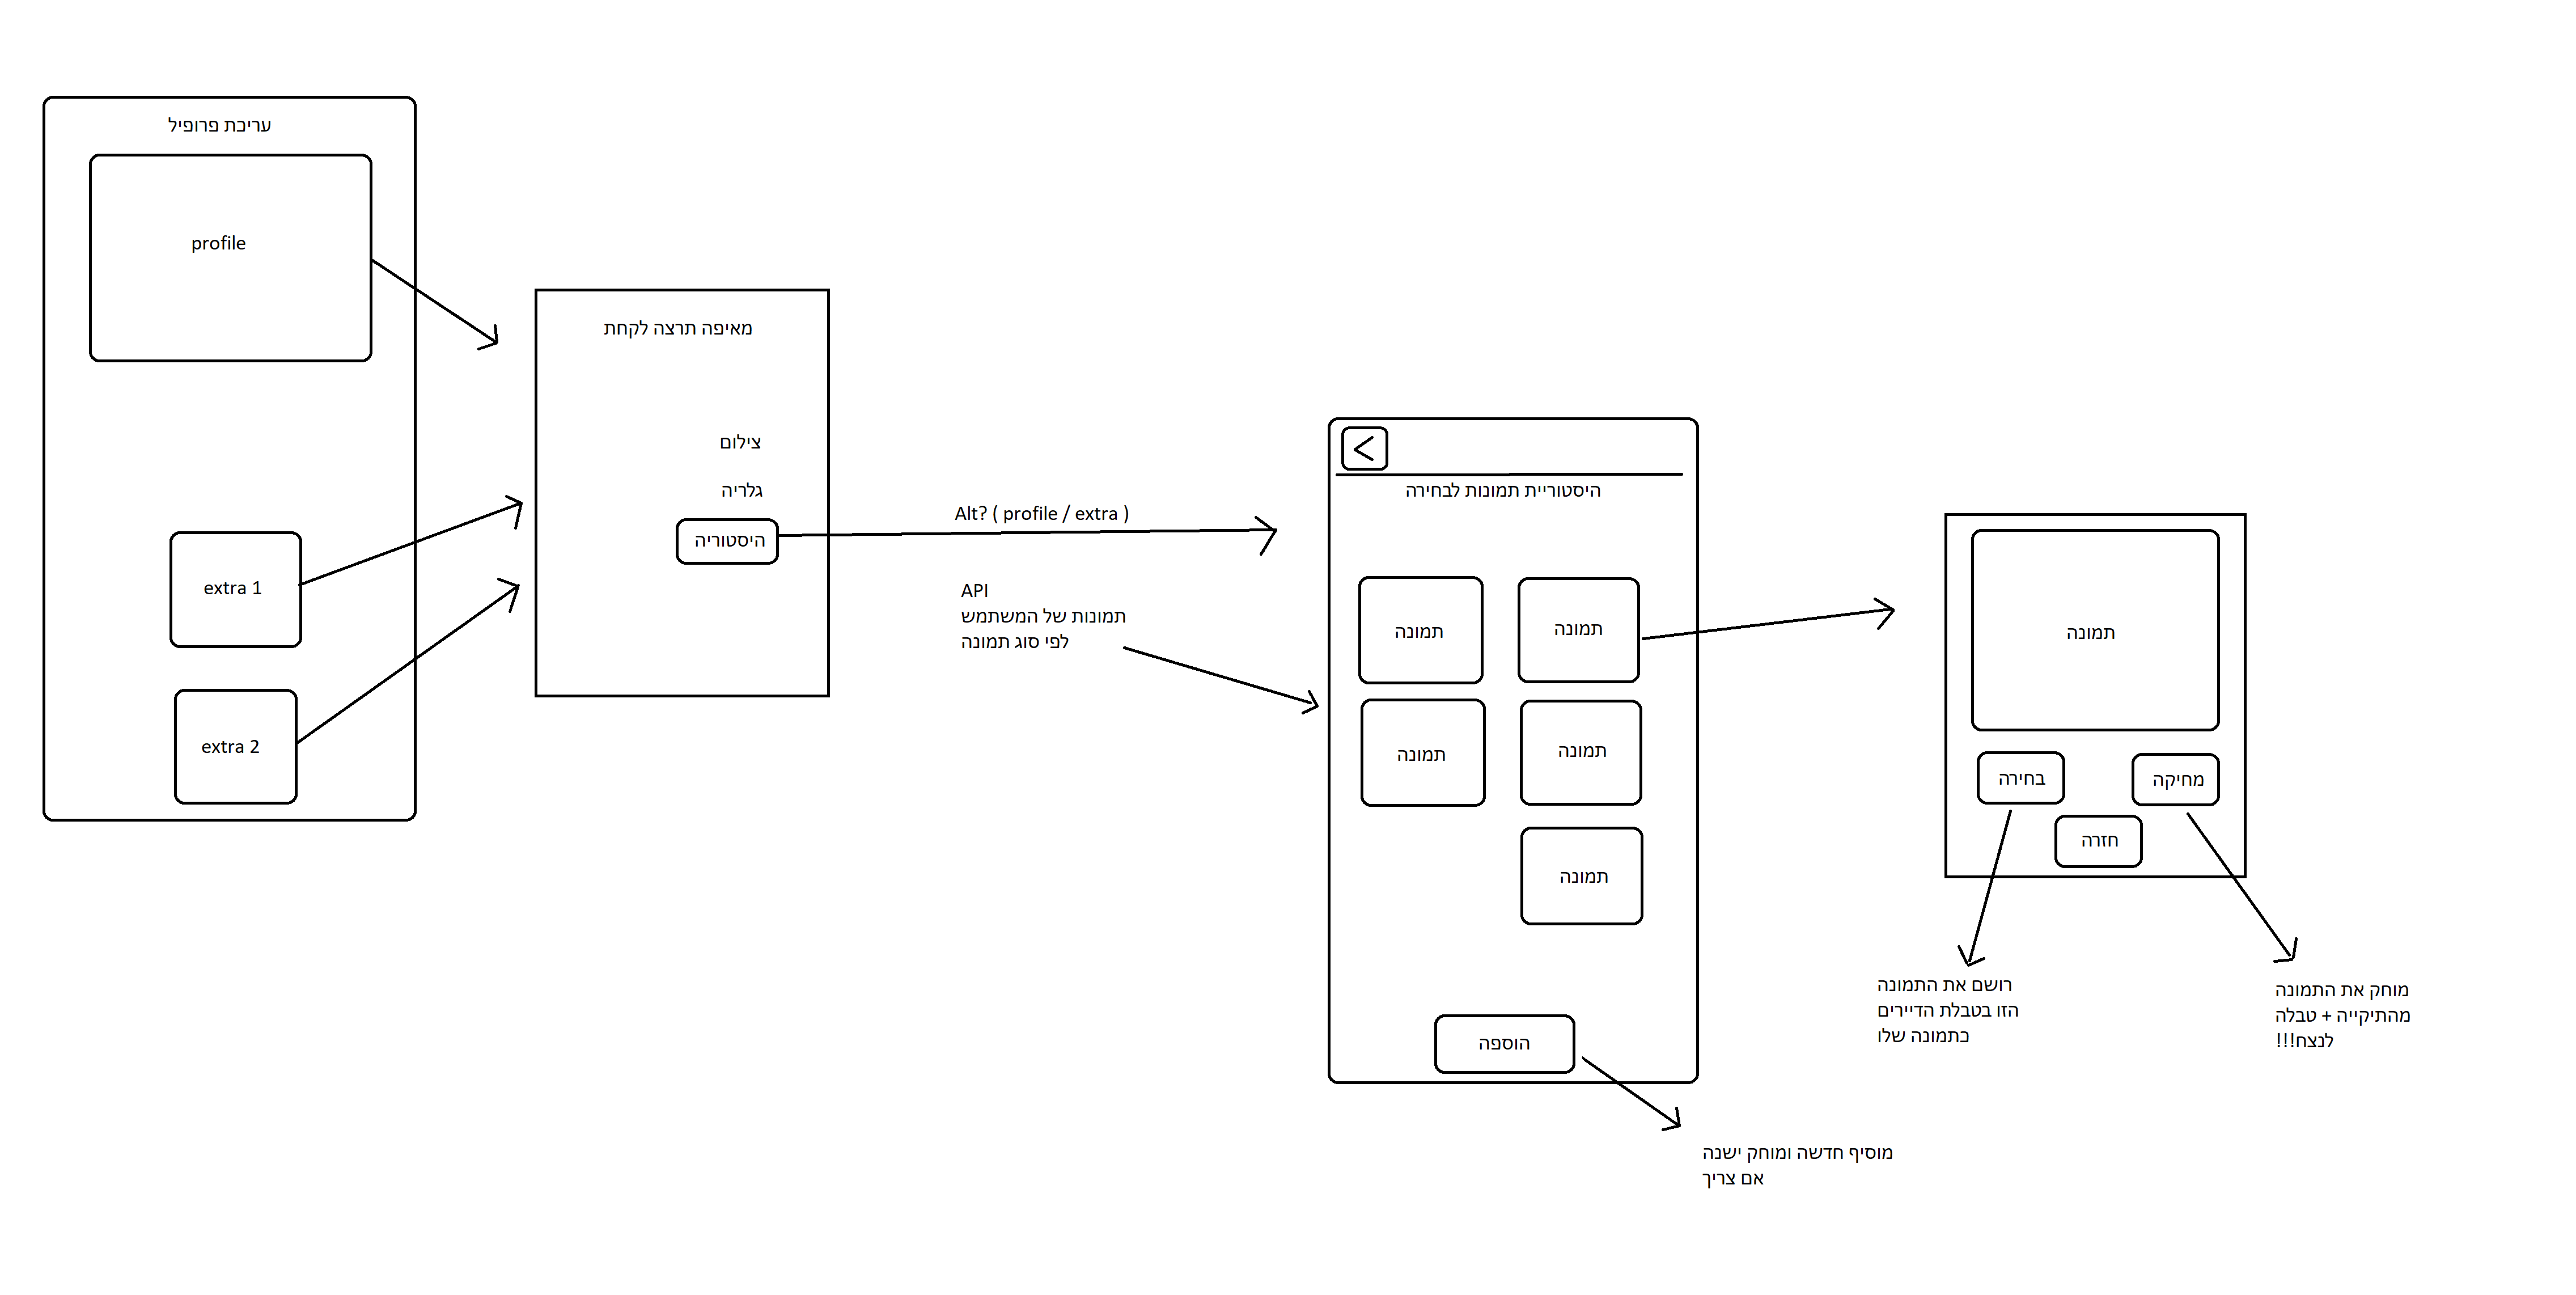 עריכת פרופיל
profile
extra 1
extra 2
מאיפה תרצה לקחת
צילום
גלריה
היסטוריה
Alt? ( profile / extra )
API
תמונות של המשתמש
לפי סוג תמונה
<
היסטוריית תמונות לבחירה
תמונה
תמונה
תמונה
תמונה
תמונה
הוספה
מוסיף חדשה ומוחק ישנה
אם צריך
תמונה
בחירה
מחיקה
חזרה
רושם את התמונה
הזו בטבלת הדיירים
כתמונה שלו
מוחק את התמונה
מהתיקייה + טבלה
לנצח!!!